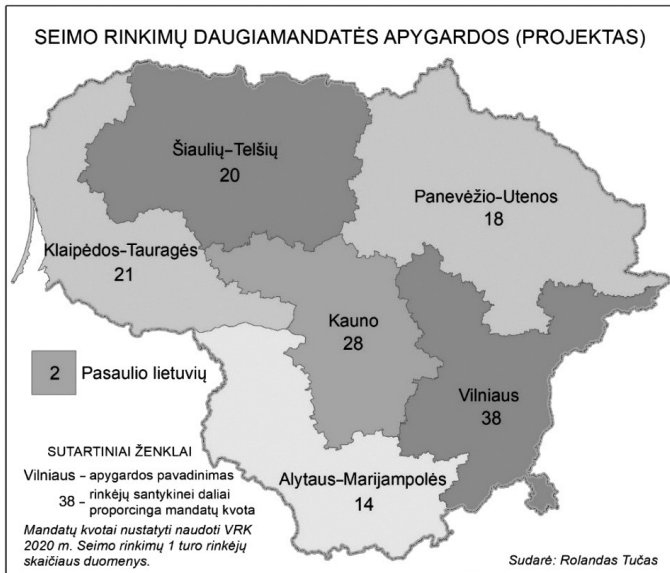 SEIMO RINKIMŲ DAUGIAMANDATĖS APYGARDOS (PROJEKTAS)
Šiaulių–Telšių
20
Panevėžio-Utenos
18
Klaipėdos-Tauragės
21
Kauno
28
2 Pasaulio lietuvių
Vilniaus
38
SUTARTINIAI ŽENKLAI
Vilniaus – apygardos pavadinimas
38 – rinkėjų santykinei daliai
proporcinga mandatų kvota
Alytaus–Marijampolės
14
Mandatų kvotai nustatyti naudoti VRK
2020 m. Seimo rinkimų 1 turo rinkėjų
skaičiaus duomenys.
Sudarė: Rolandas Tučas